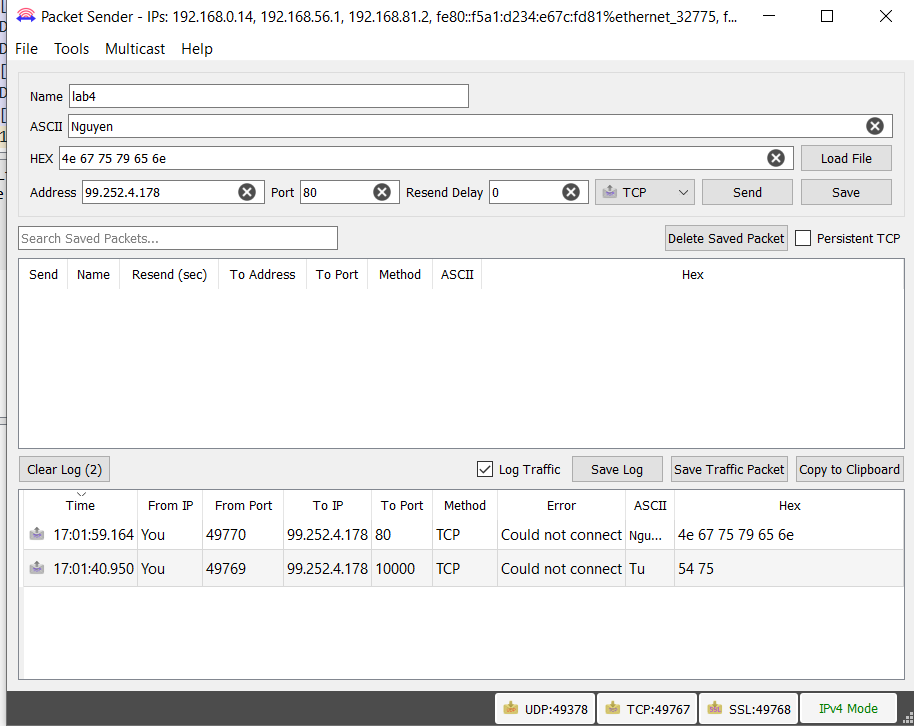 Packet Sender - IPs: 192.168.0.14, 192.168.56.1, 192.168.81.2, fe80::f5a1:d234:e67c:fd81%ethernet_32775, f...
File Tools Multicast Help
Name lab4
ASCII Nguyen
HEX 4e 67 75 79 65 6e Load File
Address 99.252.4.178 Port 80 Resend Delay 0 TCP Send Save
Search Saved Packets... Delete Saved Packet Persistent TCP
Send Name Resend (sec) To Address To Port Method ASCII Hex
Clear Log (2) Log Traffic Save Log Save Traffic Packet Copy to Clipboard
Time From IP From Port To IP To Port Method Error ASCII Hex
17:01:59.164 You 49770 99.252.4.178 80 TCP Could not connect Ngu... 4e 67 75 79 65 6e
17:01:40.950 You 49769 99.252.4.178 10000 TCP Could not connect Tu 54 75
UDP:49378 TCP:49767 SSL:49768 IPv4 Mode